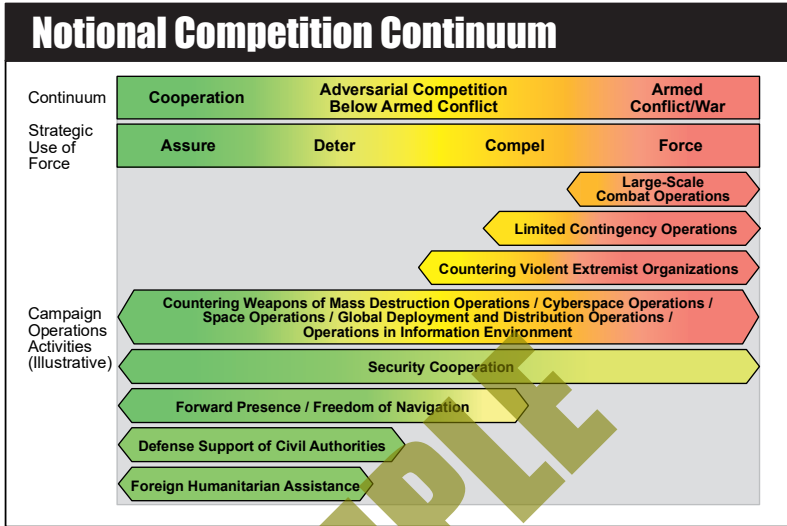 Notional Competition Continuum
Continuum
Cooperation
Adversarial Competition
Below Armed Conflict
Armed
Conflict/War
Strategic
Use of
Force
Assure
Deter
Compel
Force
Large-Scale
Combat Operations
Limited Contingency Operations
Countering Violent Extremist Organizations
Campaign
Operations
Activities
(Illustrative)
Countering Weapons of Mass Destruction Operations / Cyberspace Operations /
Space Operations / Global Deployment and Distribution Operations /
Operations in Information Environment
Security Cooperation
Forward Presence / Freedom of Navigation
Defense Support of Civil Authorities
Foreign Humanitarian Assistance